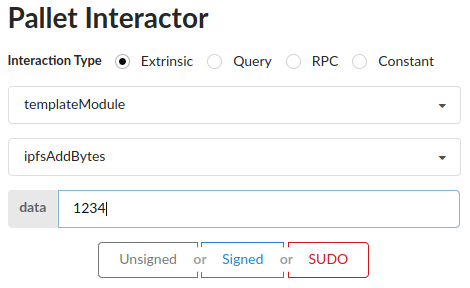 Pallet Interactor
Interaction Type Extrinsic Query RPC Constant
templateModule
ipfsAddBytes
data 1234
Unsigned or Signed or SUDO